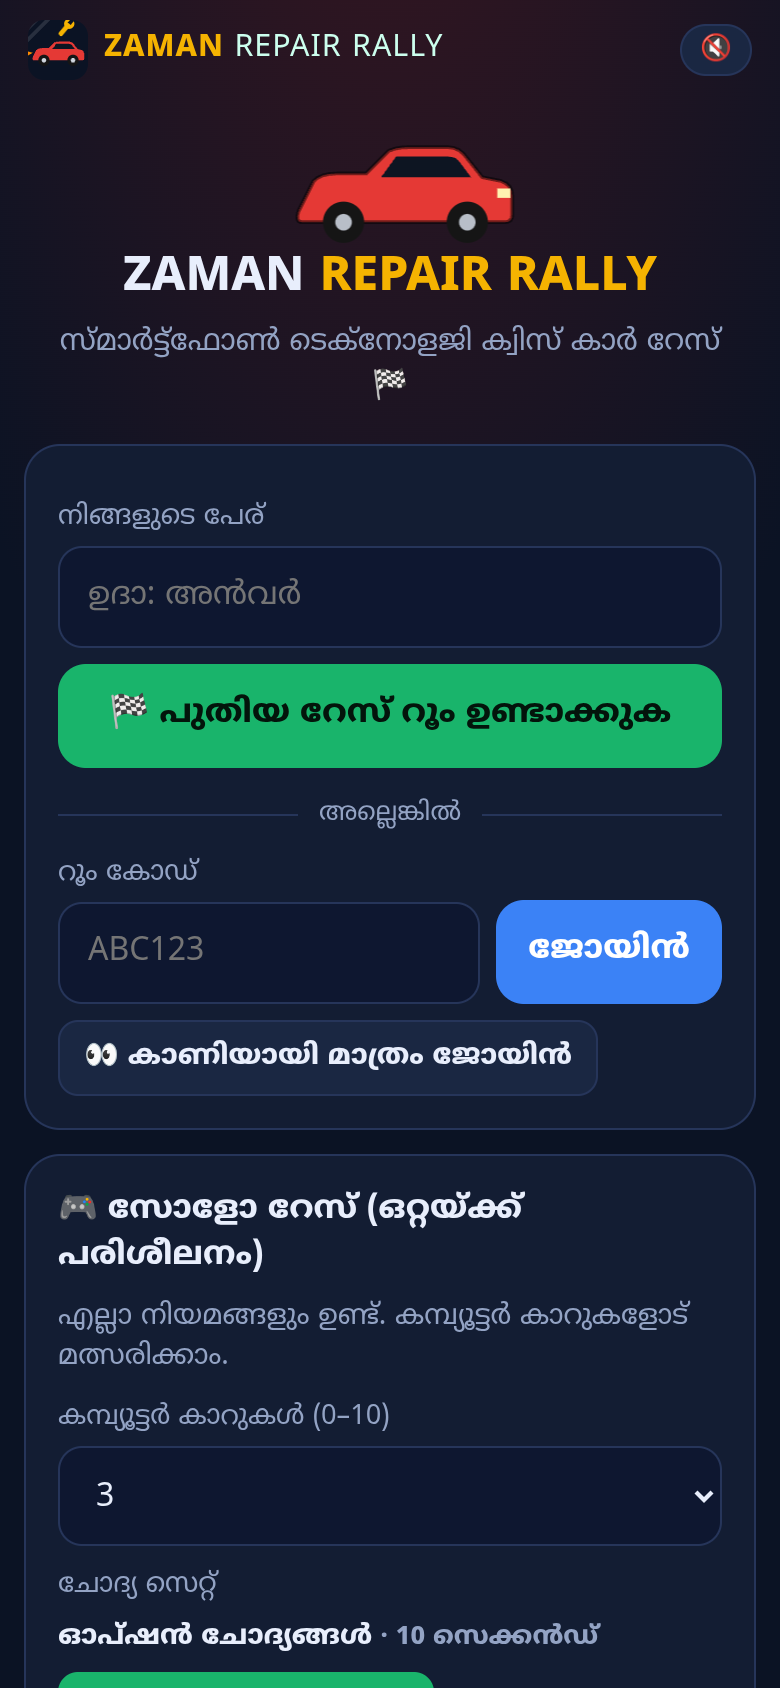 ZAMAN REPAIR RALLY
ZAMAN REPAIR RALLY
സ്മാർട്ട്ഫോൺ ടെക്നോളജി ക്വിസ് കാർ റേസ്
🏁
നിങ്ങളുടെ പേര്
ഉദാ: അൻവർ
🏁 പുതിയ റേസ് റൂം ഉണ്ടാക്കുക
അല്ലെങ്കിൽ
റൂം കോഡ്
ABC123
ജോയിൻ
👀 കാണിയായി മാത്രം ജോയിൻ
🎮 സോളോ റേസ് (ഒറ്റയ്ക്ക്
പരിശീലനം)
എല്ലാ നിയമങ്ങളും ഉണ്ട്. കമ്പ്യൂട്ടർ കാറുകളോട്
മത്സരിക്കാം.
കമ്പ്യൂട്ടർ കാറുകൾ (0–10)
3
ചോദ്യ സെറ്റ്
ഓപ്ഷൻ ചോദ്യങ്ങൾ · 10 സെക്കൻഡ്